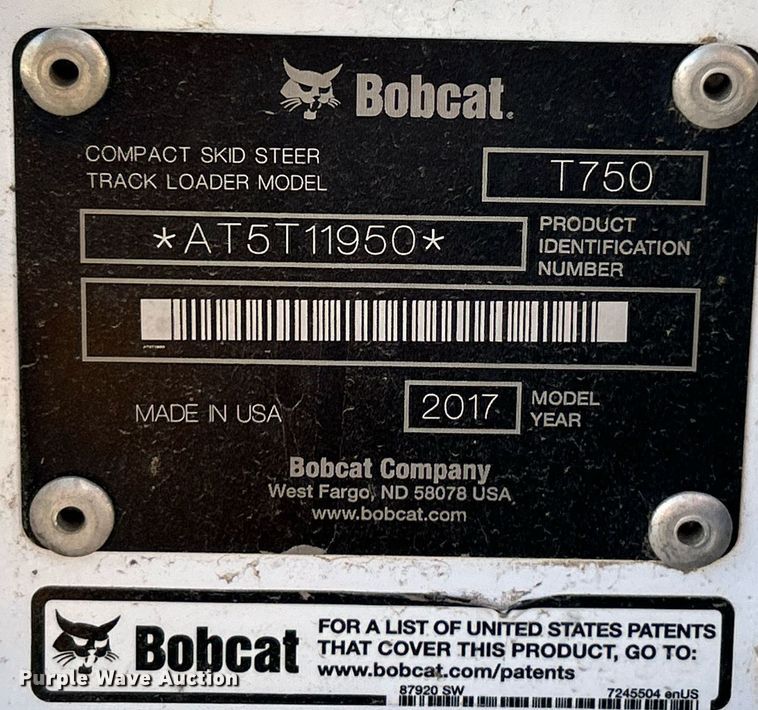 Bobcat.
COMPACT SKID STEER
TRACK LOADER MODEL
T750
*AT5T11950*
PRODUCT
IDENTIFICATION
NUMBER
MADE IN USA
2017
MODEL
YEAR
Bobcat Company
West Fargo, ND 58078 USA
www.bobcat.com
Bobcat
FOR A LIST OF UNITED STATES PATENTS
THAT COVER THIS PRODUCT, GO TO:
www.bobcat.com/patents
87920 SW
7245504 enUS
Purple Wave Auction